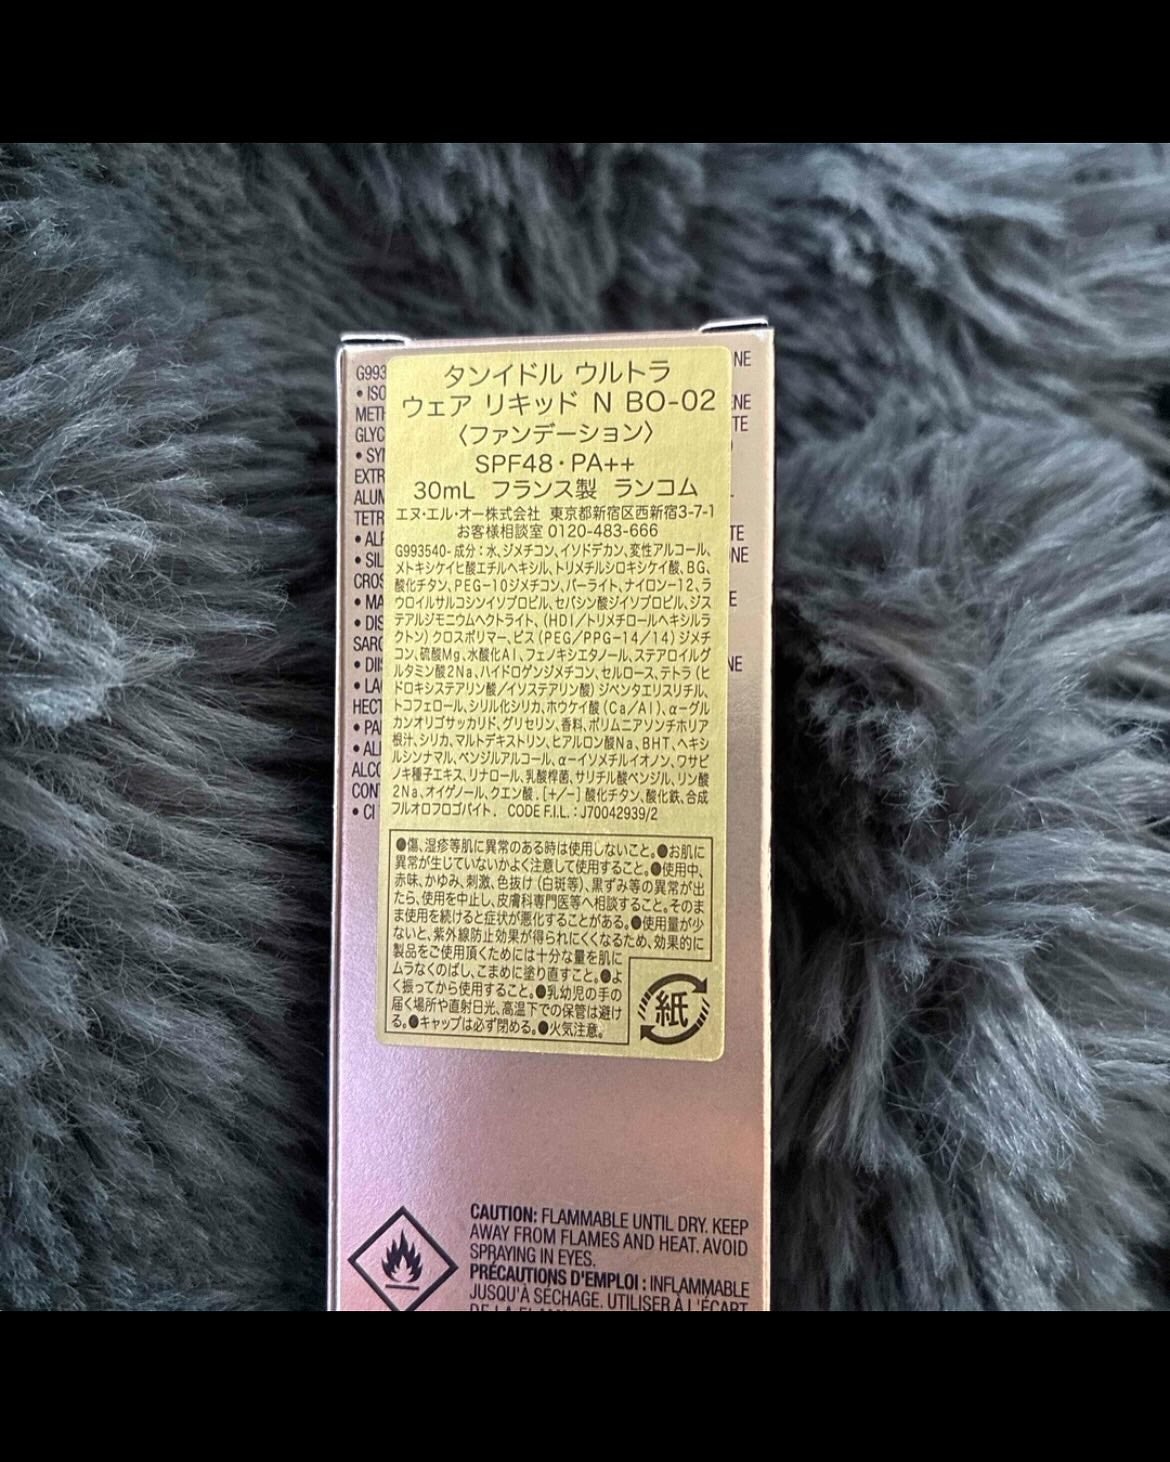 タンイドル ウルトラ
ウェア リキッド N BO-02
〈ファンデーション〉
SPF48・PA++
30mL フランス製 ランコム
エヌ・エル・オー株式会社 東京都新宿区西新宿3-7-1
お客様相談室 0120-483-666
G993540- 成分：水、ジメチコン、イソドデカン、変性アルコール、
メトキシケイヒ酸エチルヘキシル、トリメチルシロキシケイ酸、BG、
酸化チタン、PEG-10ジメチコン、パーライト、ナイロン-12、ラ
ウロイルサルコシンイソプロピル、セバシン酸ジイソプロピル、ジス
テアルジモニウムヘクトライト、(HDI／トリメチロールヘキシルラ
クトン) クロスポリマー、ビス (PEG/PPG-14/14) ジメチ
コン、硫酸Mg、水酸化Al、フェノキシエタノール、ステアロイルグ
ルタミン酸2Na、ハイドロゲンジメチコン、セルロース、テトラ (ヒ
ドロキシステアリン酸／イソステアリン酸) ジペンタエリスリチル、
トコフェロール、シリル化シリカ、ホウケイ酸 (Ca／Al)、α-グル
カンオリゴサッカリド、グリセリン、香料、ポリムニアソンチホリア
根汁、シリカ、マルトデキストリン、ヒアルロン酸Na、BHT、ヘキシ
ルシンナマル、ベンジルアルコール、α-イソメチルイオノン、ワサビ
ノキ種子エキス、リナロール、乳酸桿菌、サリチル酸ベンジル、リン酸
2Na、オイゲノール、クエン酸、[+/-] 酸化チタン、酸化鉄、合成
フルオロフロゴパイト. CODE F.I.L. : J70042939/2
●傷、湿疹等肌に異常のある時は使用しないこと。●お肌に
異常が生じていないかよく注意して使用すること。●使用中、
赤味、かゆみ、刺激、色抜け (白斑等)、黒ずみ等の異常が出
たら、使用を中止し、皮膚科専門医等へ相談すること。そのま
ま使用を続けると症状が悪化することがある。●使用量が少
ないと、紫外線防止効果が得られにくくなるため、効果的に
製品をご使用頂くためには十分な量を肌に
ムラなくのばし、こまめに塗り直すこと。●よ
く振ってから使用すること。●乳幼児の手の
届く場所や直射日光、高温下での保管は避け
る。●キャップは必ず閉める。●火気注意。
紙
G993
• ISO
METH
GLYC
• SY
EXTR
ALUM
TETR
• ALP
• SIL
CROS
• MA
• DIS
SARC
• DIIS
• LA
HECT
• PA
• AL
ALCO
CON
• CI
NE
ENE
TE
TE
NE
E
NE
CAUTION: FLAMMABLE UNTIL DRY. KEEP
AWAY FROM FLAMES AND HEAT. AVOID
SPRAYING IN EYES.
PRÉCAUTIONS D'EMPLOI : INFLAMMABLE
JUSQU'À SÉCHAGE. UTILISER À L'ÉCART